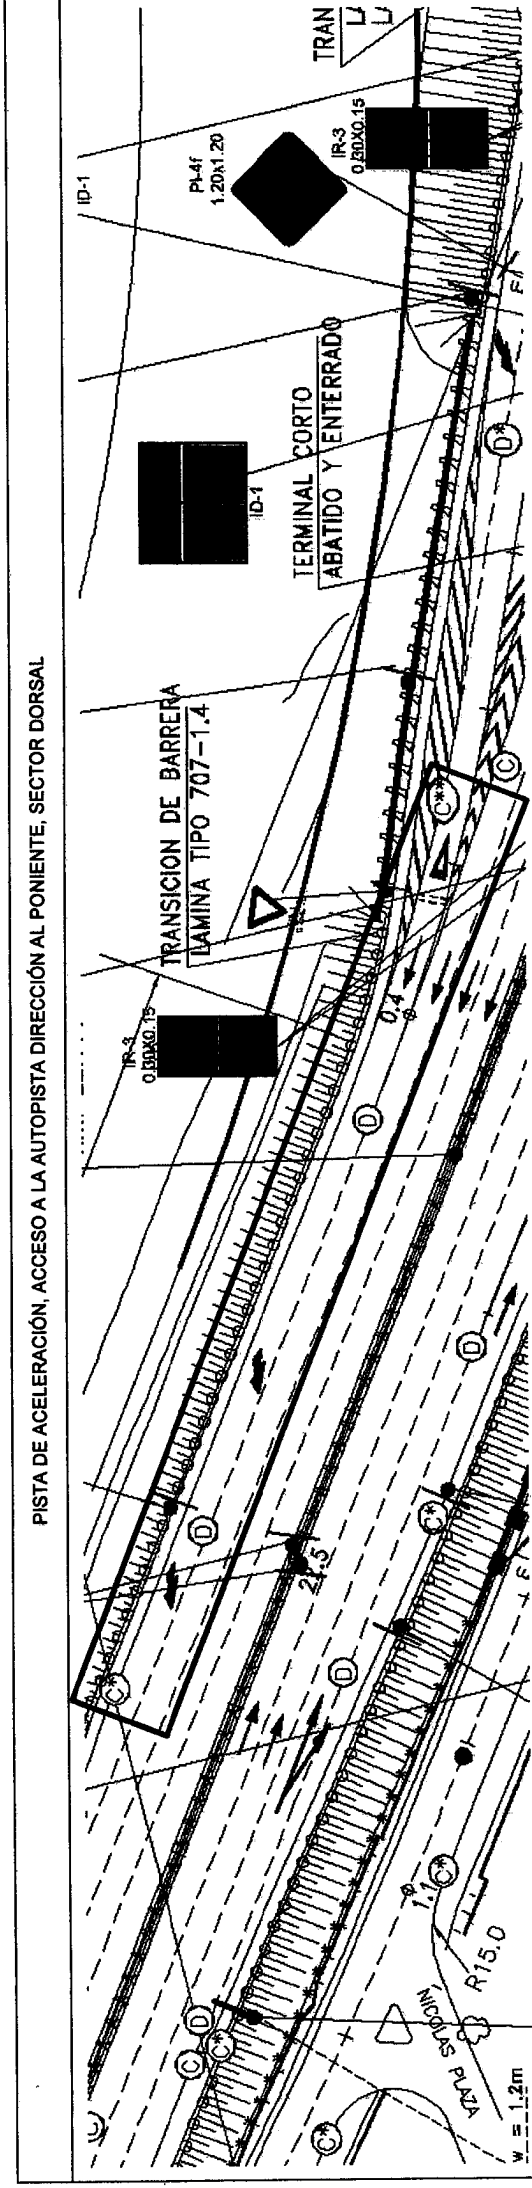 PISTA DE ACELERACIÓN, ACCESO A LA AUTOPISTA DIRECCIÓN AL PONIENTE, SECTOR DORSAL
ID-1
PI-4f
1.20x1.20
TRAN
IR-3
0.30X0.15
ID-1
TERMINAL CORTO
ABATIDO Y ENTERRADO
TRANSICION DE BARRERA
LAMINA TIPO 707-1.4
IR-3
0.30X0.15
D*
C**
C
0.4
D
D
D
C*
C*
21.5
D
D
C
C*
C*
C*
1.1
R15.0
NICOLAS PLAZA
w = 1.2m